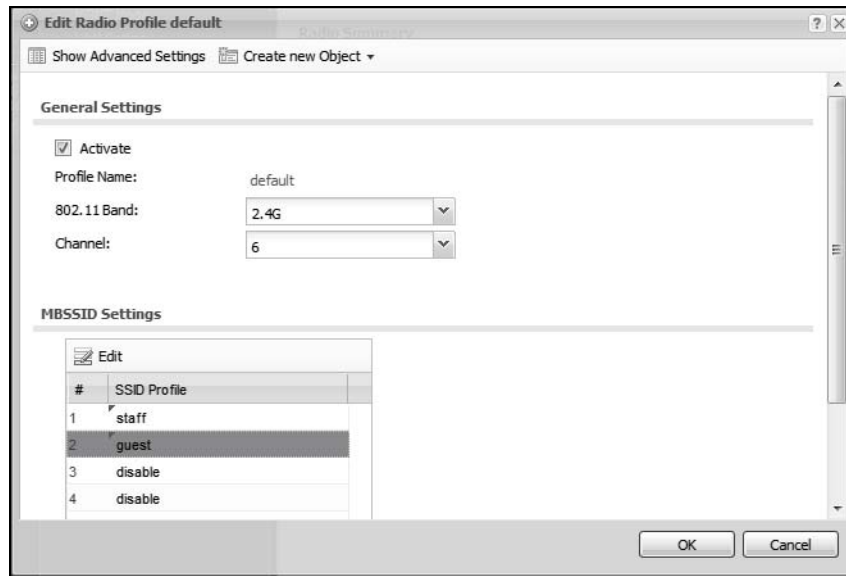 Edit Radio Profile default
Radio Summary
Show Advanced Settings Create new Object
General Settings
Activate
Profile Name: default
802.11 Band: 2.4G
Channel: 6
MBSSID Settings
Edit
# SSID Profile
1 staff
2 guest
3 disable
4 disable
OK Cancel